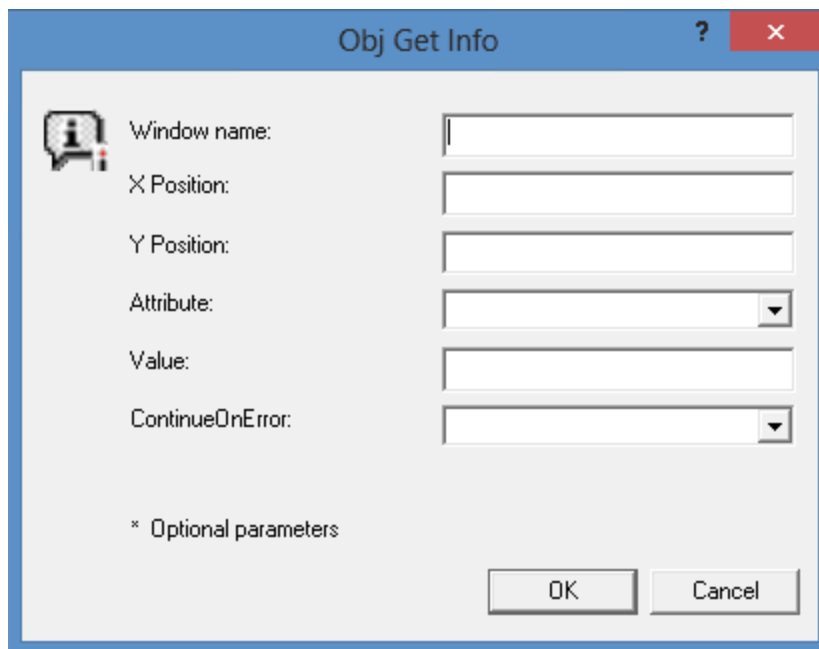 Obj Get Info ?
Window name:
X Position:
Y Position:
Attribute:
Value:
ContinueOnError:
* Optional parameters
OK Cancel